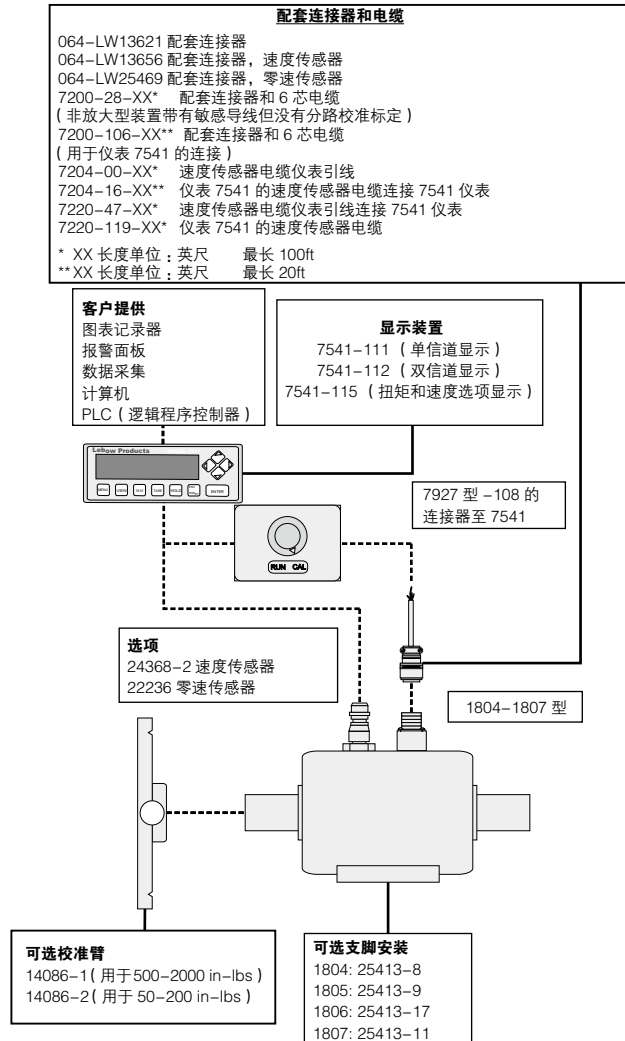 配套连接器和电缆
064-LW13621 配套连接器
064-LW13656 配套连接器，速度传感器
064-LW25469 配套连接器，零速传感器
7200-28-XX* 配套连接器和 6 芯电缆
（非放大型装置带有敏感导线但没有分路校准标定）
7200-106-XX** 配套连接器和 6 芯电缆
（用于仪表 7541 的连接）
7204-00-XX* 速度传感器电缆仪表引线
7204-16-XX** 仪表 7541 的速度传感器电缆连接 7541 仪表
7220-47-XX* 速度传感器电缆仪表引线连接 7541 仪表
7220-119-XX* 仪表 7541 的速度传感器电缆
* XX 长度单位：英尺 最长 100ft
** XX 长度单位：英尺 最长 20ft
客户提供
图表记录器
报警面板
数据采集
计算机
PLC（逻辑程序控制器）
显示装置
7541-111（单信道显示）
7541-112（双信道显示）
7541-115（扭矩和速度选项显示）
Lebow Products
MENU VIEW TARE HOLD ENTER
7927 型 -108 的
连接器至 7541
RUN CAL
选项
24368-2 速度传感器
22236 零速传感器
1804-1807 型
可选校准臂
14086-1（用于500-2000 in-lbs）
14086-2（用于 50-200 in-lbs）
可选支脚安装
1804: 25413-8
1805: 25413-9
1806: 25413-17
1807: 25413-11